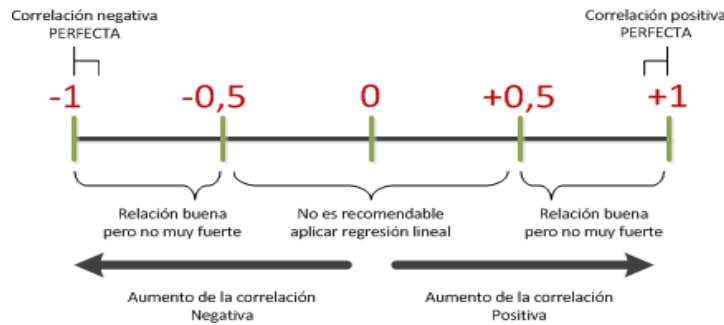 Correlación negativa
PERFECTA
Correlación positiva
PERFECTA
-1
-0,5
0
+0,5
+1
Relación buena
pero no muy fuerte
No es recomendable
aplicar regresión lineal
Relación buena
pero no muy fuerte
Aumento de la correlación
Negativa
Aumento de la correlación
Positiva